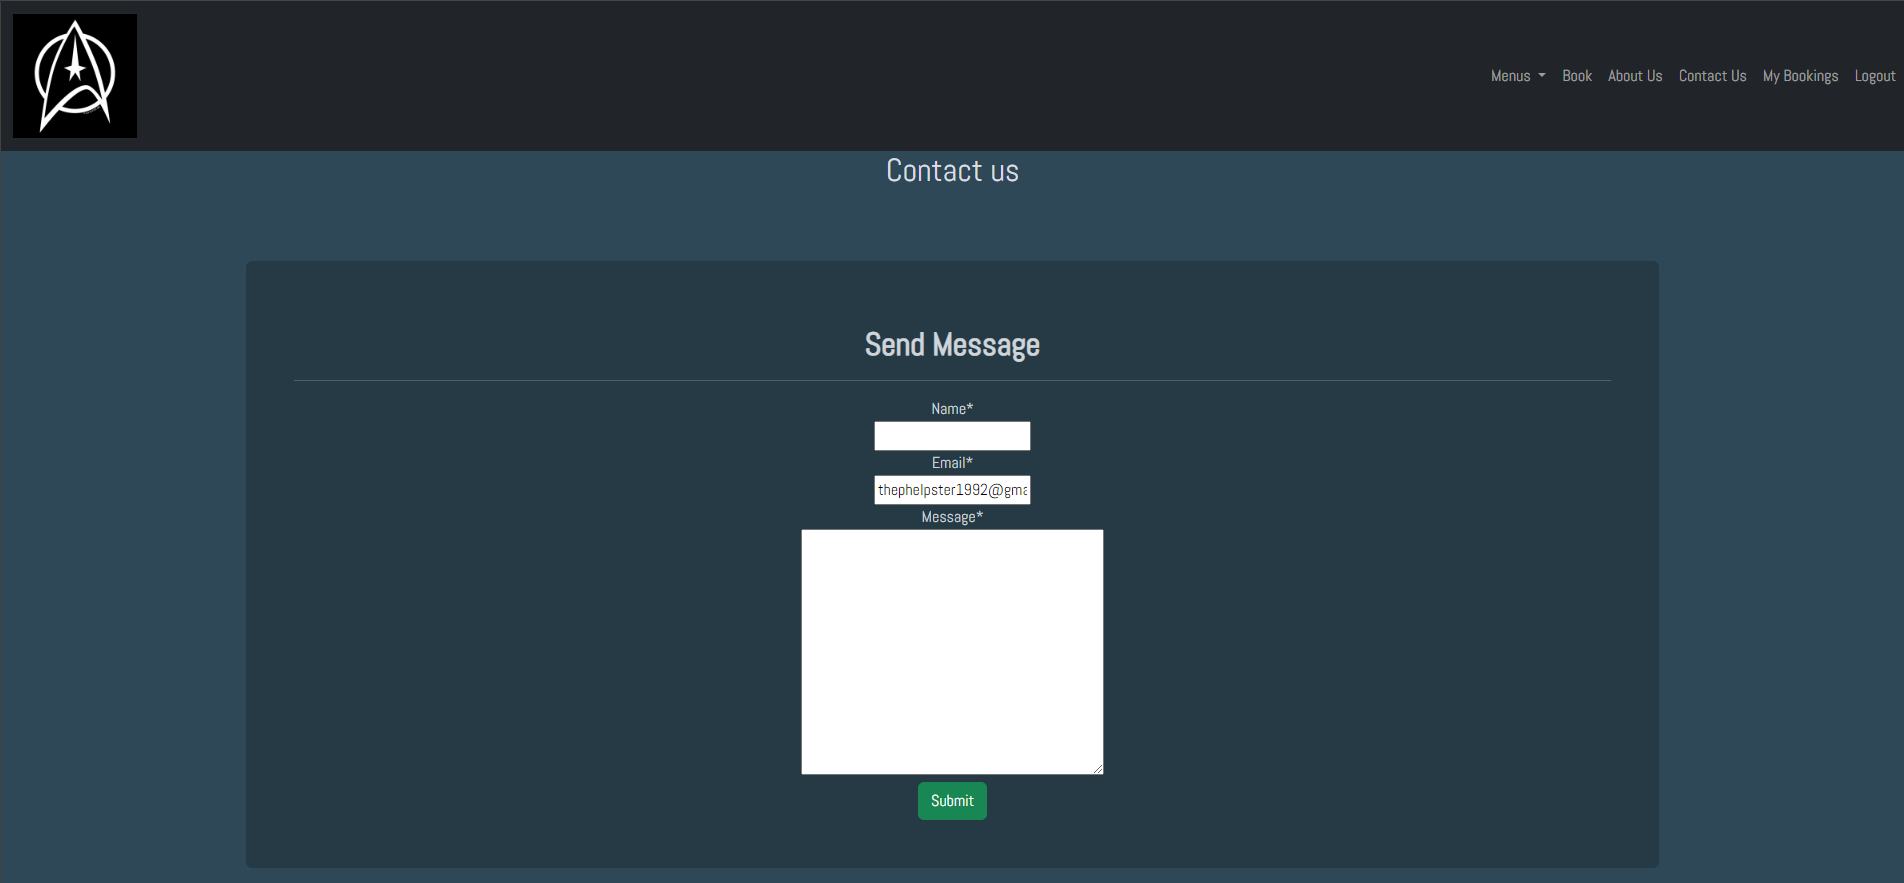 Menus Book About Us Contact Us My Bookings Logout
Contact us
Send Message
Name*
Email*
thephelpster1992@gma
Message*
Submit